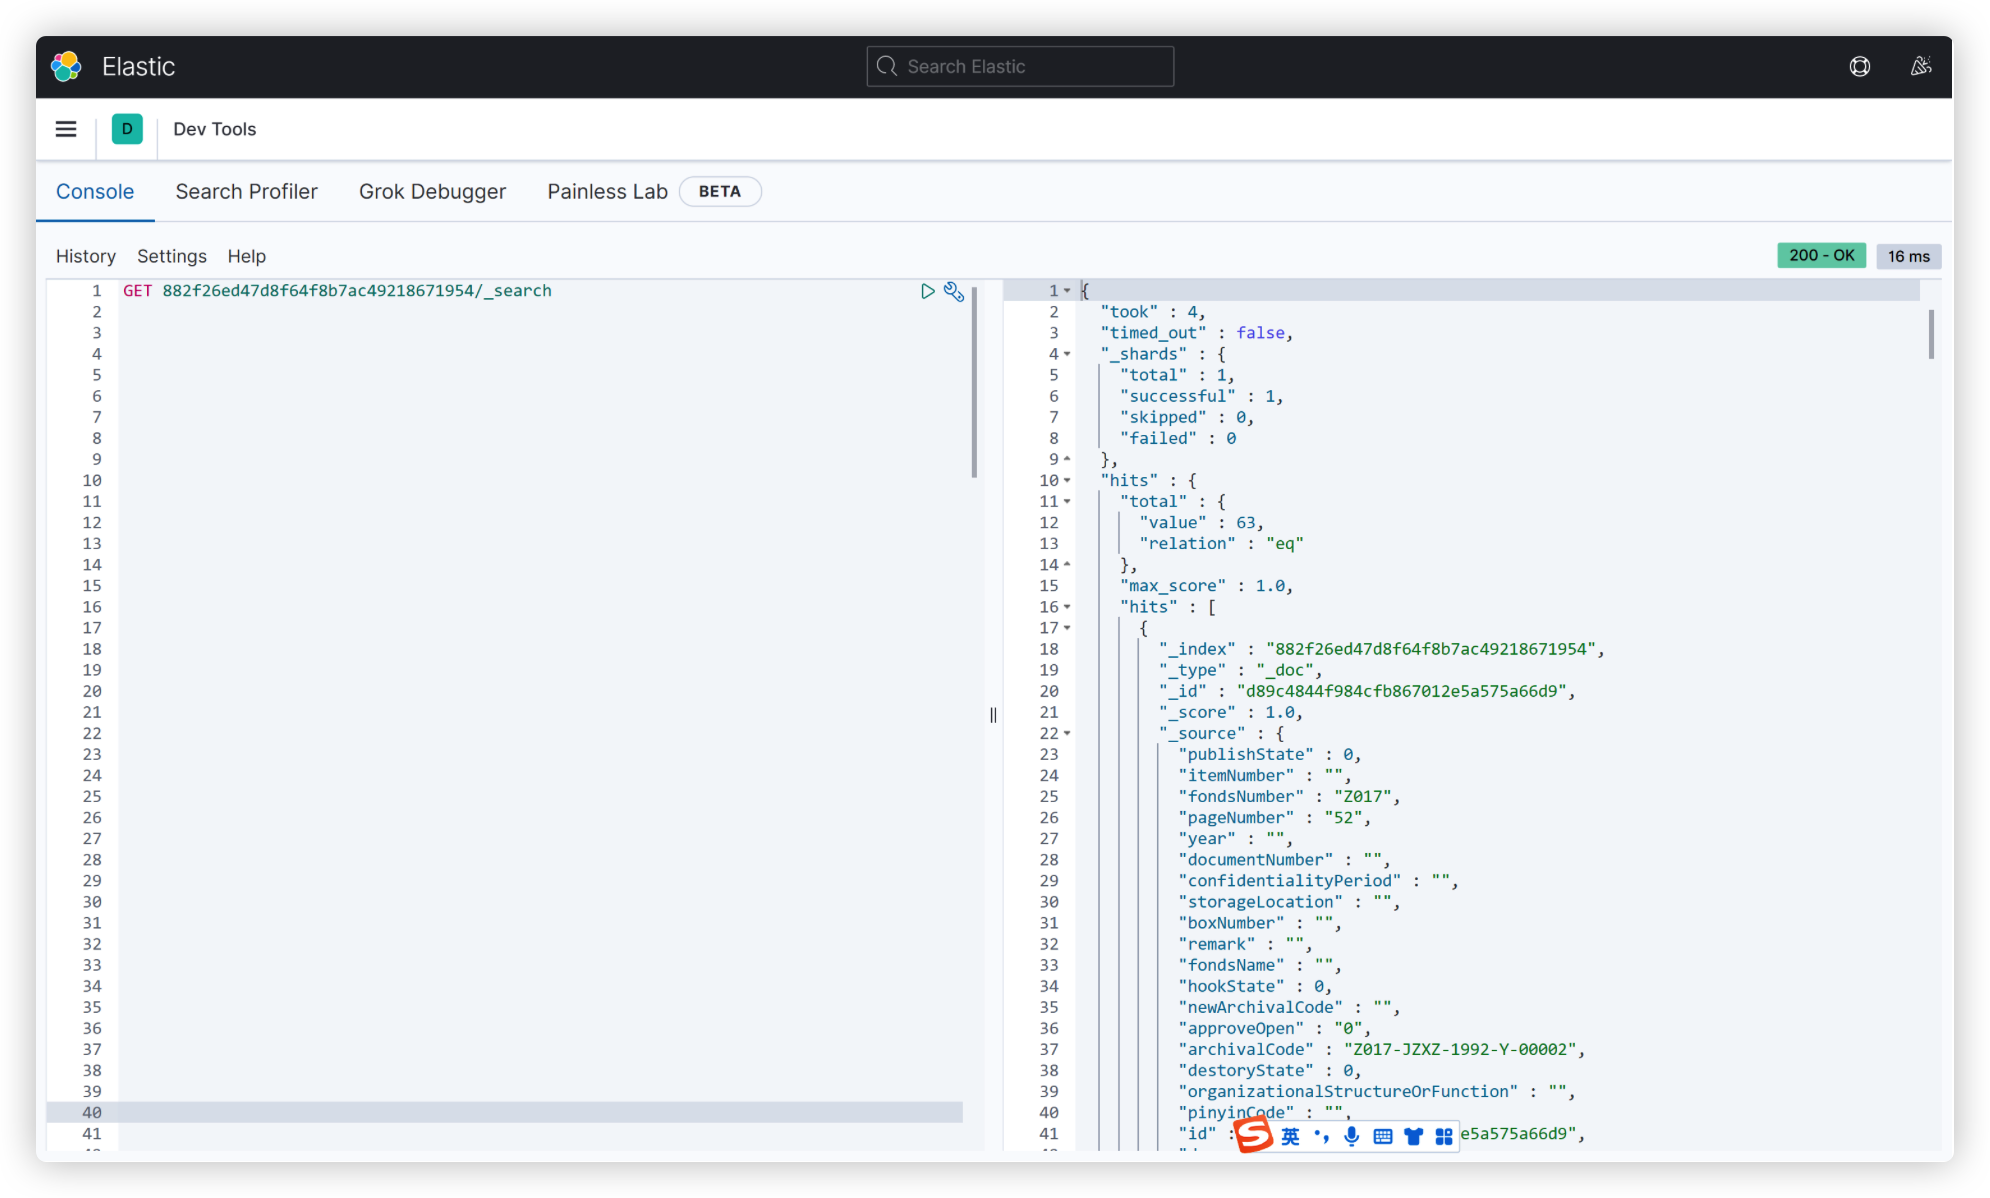 Elastic
Search Elastic
D
Dev Tools
Console
Search Profiler
Grok Debugger
Painless Lab
BETA
History
Settings
Help
200 - OK
16 ms
1 GET 882f26ed47d8f64f8b7ac49218671954/_search
2
3
4
5
6
7
8
9
10
11
12
13
14
15
16
17
18
19
20
21
22
23
24
25
26
27
28
29
30
31
32
33
34
35
36
37
38
39
40
41
1 {
2 "took" : 4,
3 "timed_out" : false,
4 "_shards" : {
5 "total" : 1,
6 "successful" : 1,
7 "skipped" : 0,
8 "failed" : 0
9 },
10 "hits" : {
11 "total" : {
12 "value" : 63,
13 "relation" : "eq"
14 },
15 "max_score" : 1.0,
16 "hits" : [
17 {
18 "_index" : "882f26ed47d8f64f8b7ac49218671954",
19 "_type" : "_doc",
20 "_id" : "d89c4844f984cfb867012e5a575a66d9",
21 "_score" : 1.0,
22 "_source" : {
23 "publishState" : 0,
24 "itemNumber" : "",
25 "fondsNumber" : "Z017",
26 "pageNumber" : "52",
27 "year" : "",
28 "documentNumber" : "",
29 "confidentialityPeriod" : "",
30 "storageLocation" : "",
31 "boxNumber" : "",
32 "remark" : "",
33 "fondsName" : "",
34 "hookState" : 0,
35 "newArchivalCode" : "",
36 "approveOpen" : "0",
37 "archivalCode" : "Z017-JZXZ-1992-Y-00002",
38 "destoryState" : 0,
39 "organizationalStructureOrFunction" : "",
40 "pinyinCode" : "",
41 "id" : e5a575a66d9",
英